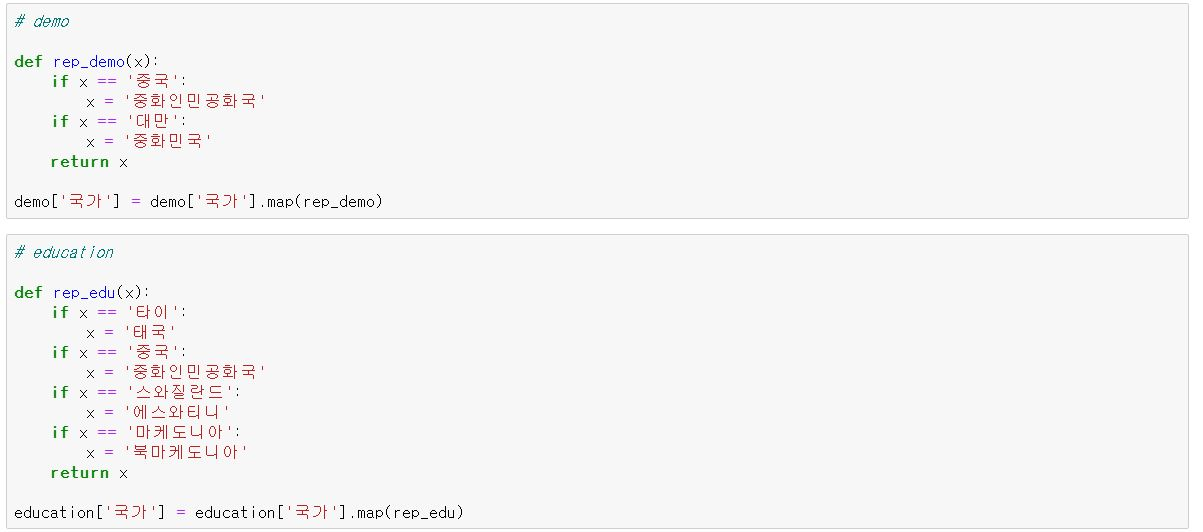 # demo
def rep_demo(x):
    if x == '중국':
        x = '중화인민공화국'
    if x == '대만':
        x = '중화민국'
    return x
demo['국가'] = demo['국가'].map(rep_demo)
# education
def rep_edu(x):
    if x == '타이':
        x = '태국'
    if x == '중국':
        x = '중화인민공화국'
    if x == '스와질란드':
        x = '에스와티니'
    if x == '마케도니아':
        x = '북마케도니아'
    return x
education['국가'] = education['국가'].map(rep_edu)